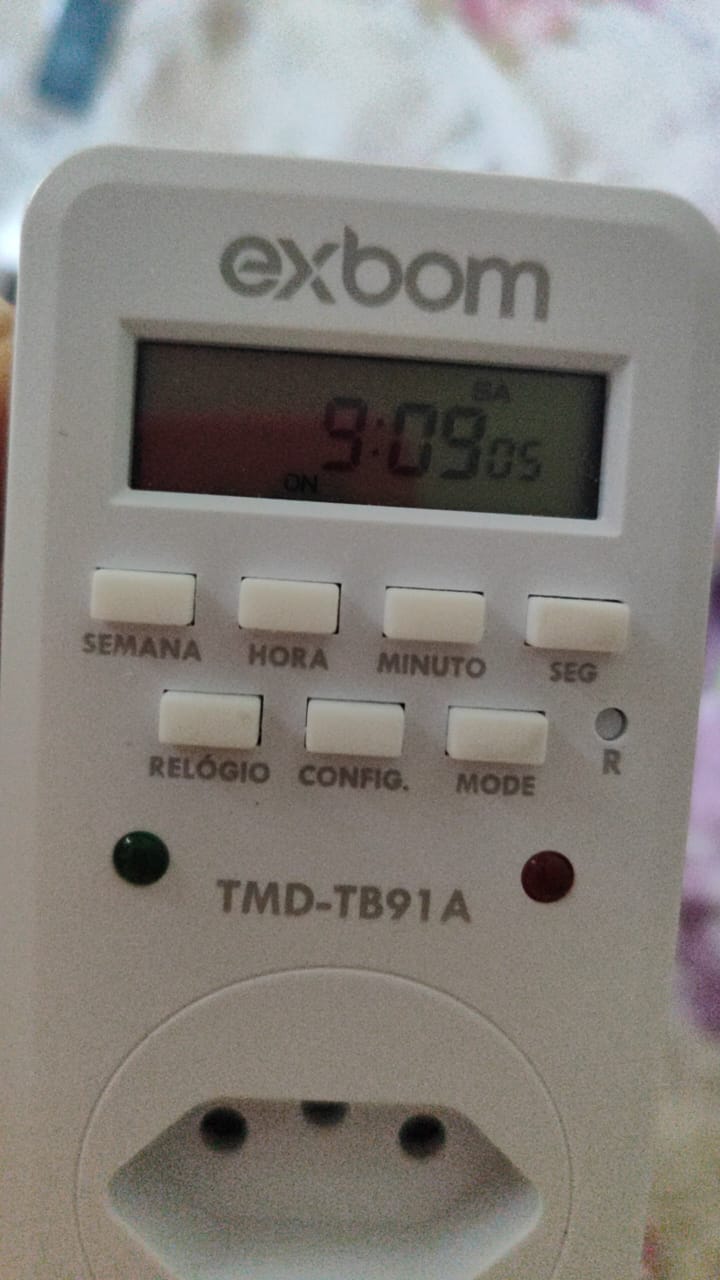 exbom
SA
9:09 05
ON
SEMANA HORA MINUTO SEG
RELÓGIO CONFIG. MODE R
TMD-TB91A